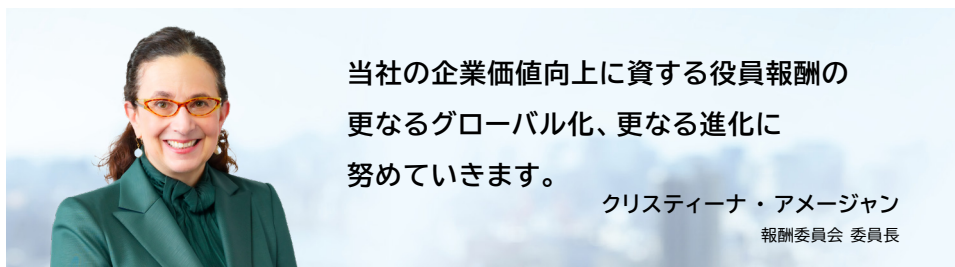 当社の企業価値向上に資する役員報酬の
更なるグローバル化、更なる進化に
努めていきます。
クリスティーナ・アメージャン
報酬委員会 委員長